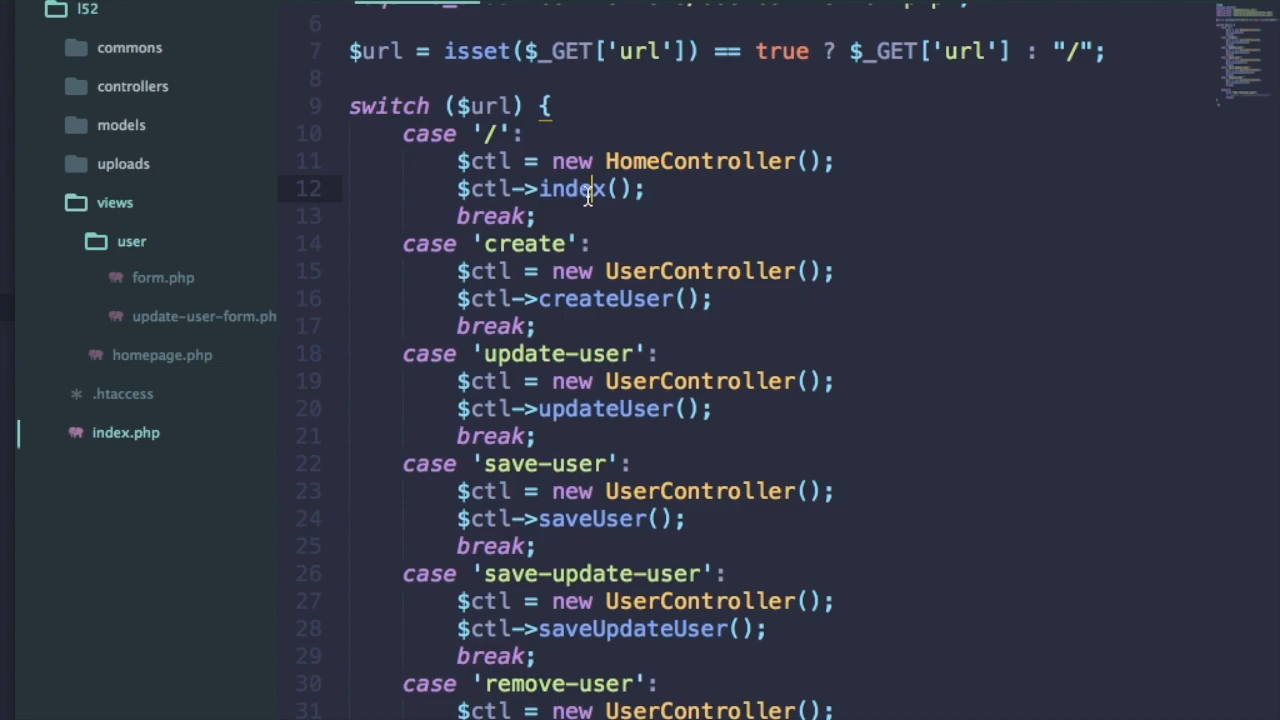 l52
commons
controllers
models
uploads
views
user
form.php
update-user-form.ph
homepage.php
.htaccess
index.php
6
7 $url = isset($_GET['url']) == true ? $_GET['url'] : "/";
8
9 switch ($url) {
10 case '/':
11 $ctl = new HomeController();
12 $ctl->index();
13 break;
14 case 'create':
15 $ctl = new UserController();
16 $ctl->createUser();
17 break;
18 case 'update-user':
19 $ctl = new UserController();
20 $ctl->updateUser();
21 break;
22 case 'save-user':
23 $ctl = new UserController();
24 $ctl->saveUser();
25 break;
26 case 'save-update-user':
27 $ctl = new UserController();
28 $ctl->saveUpdateUser();
29 break;
30 case 'remove-user':
31 $ctl = new UserController();